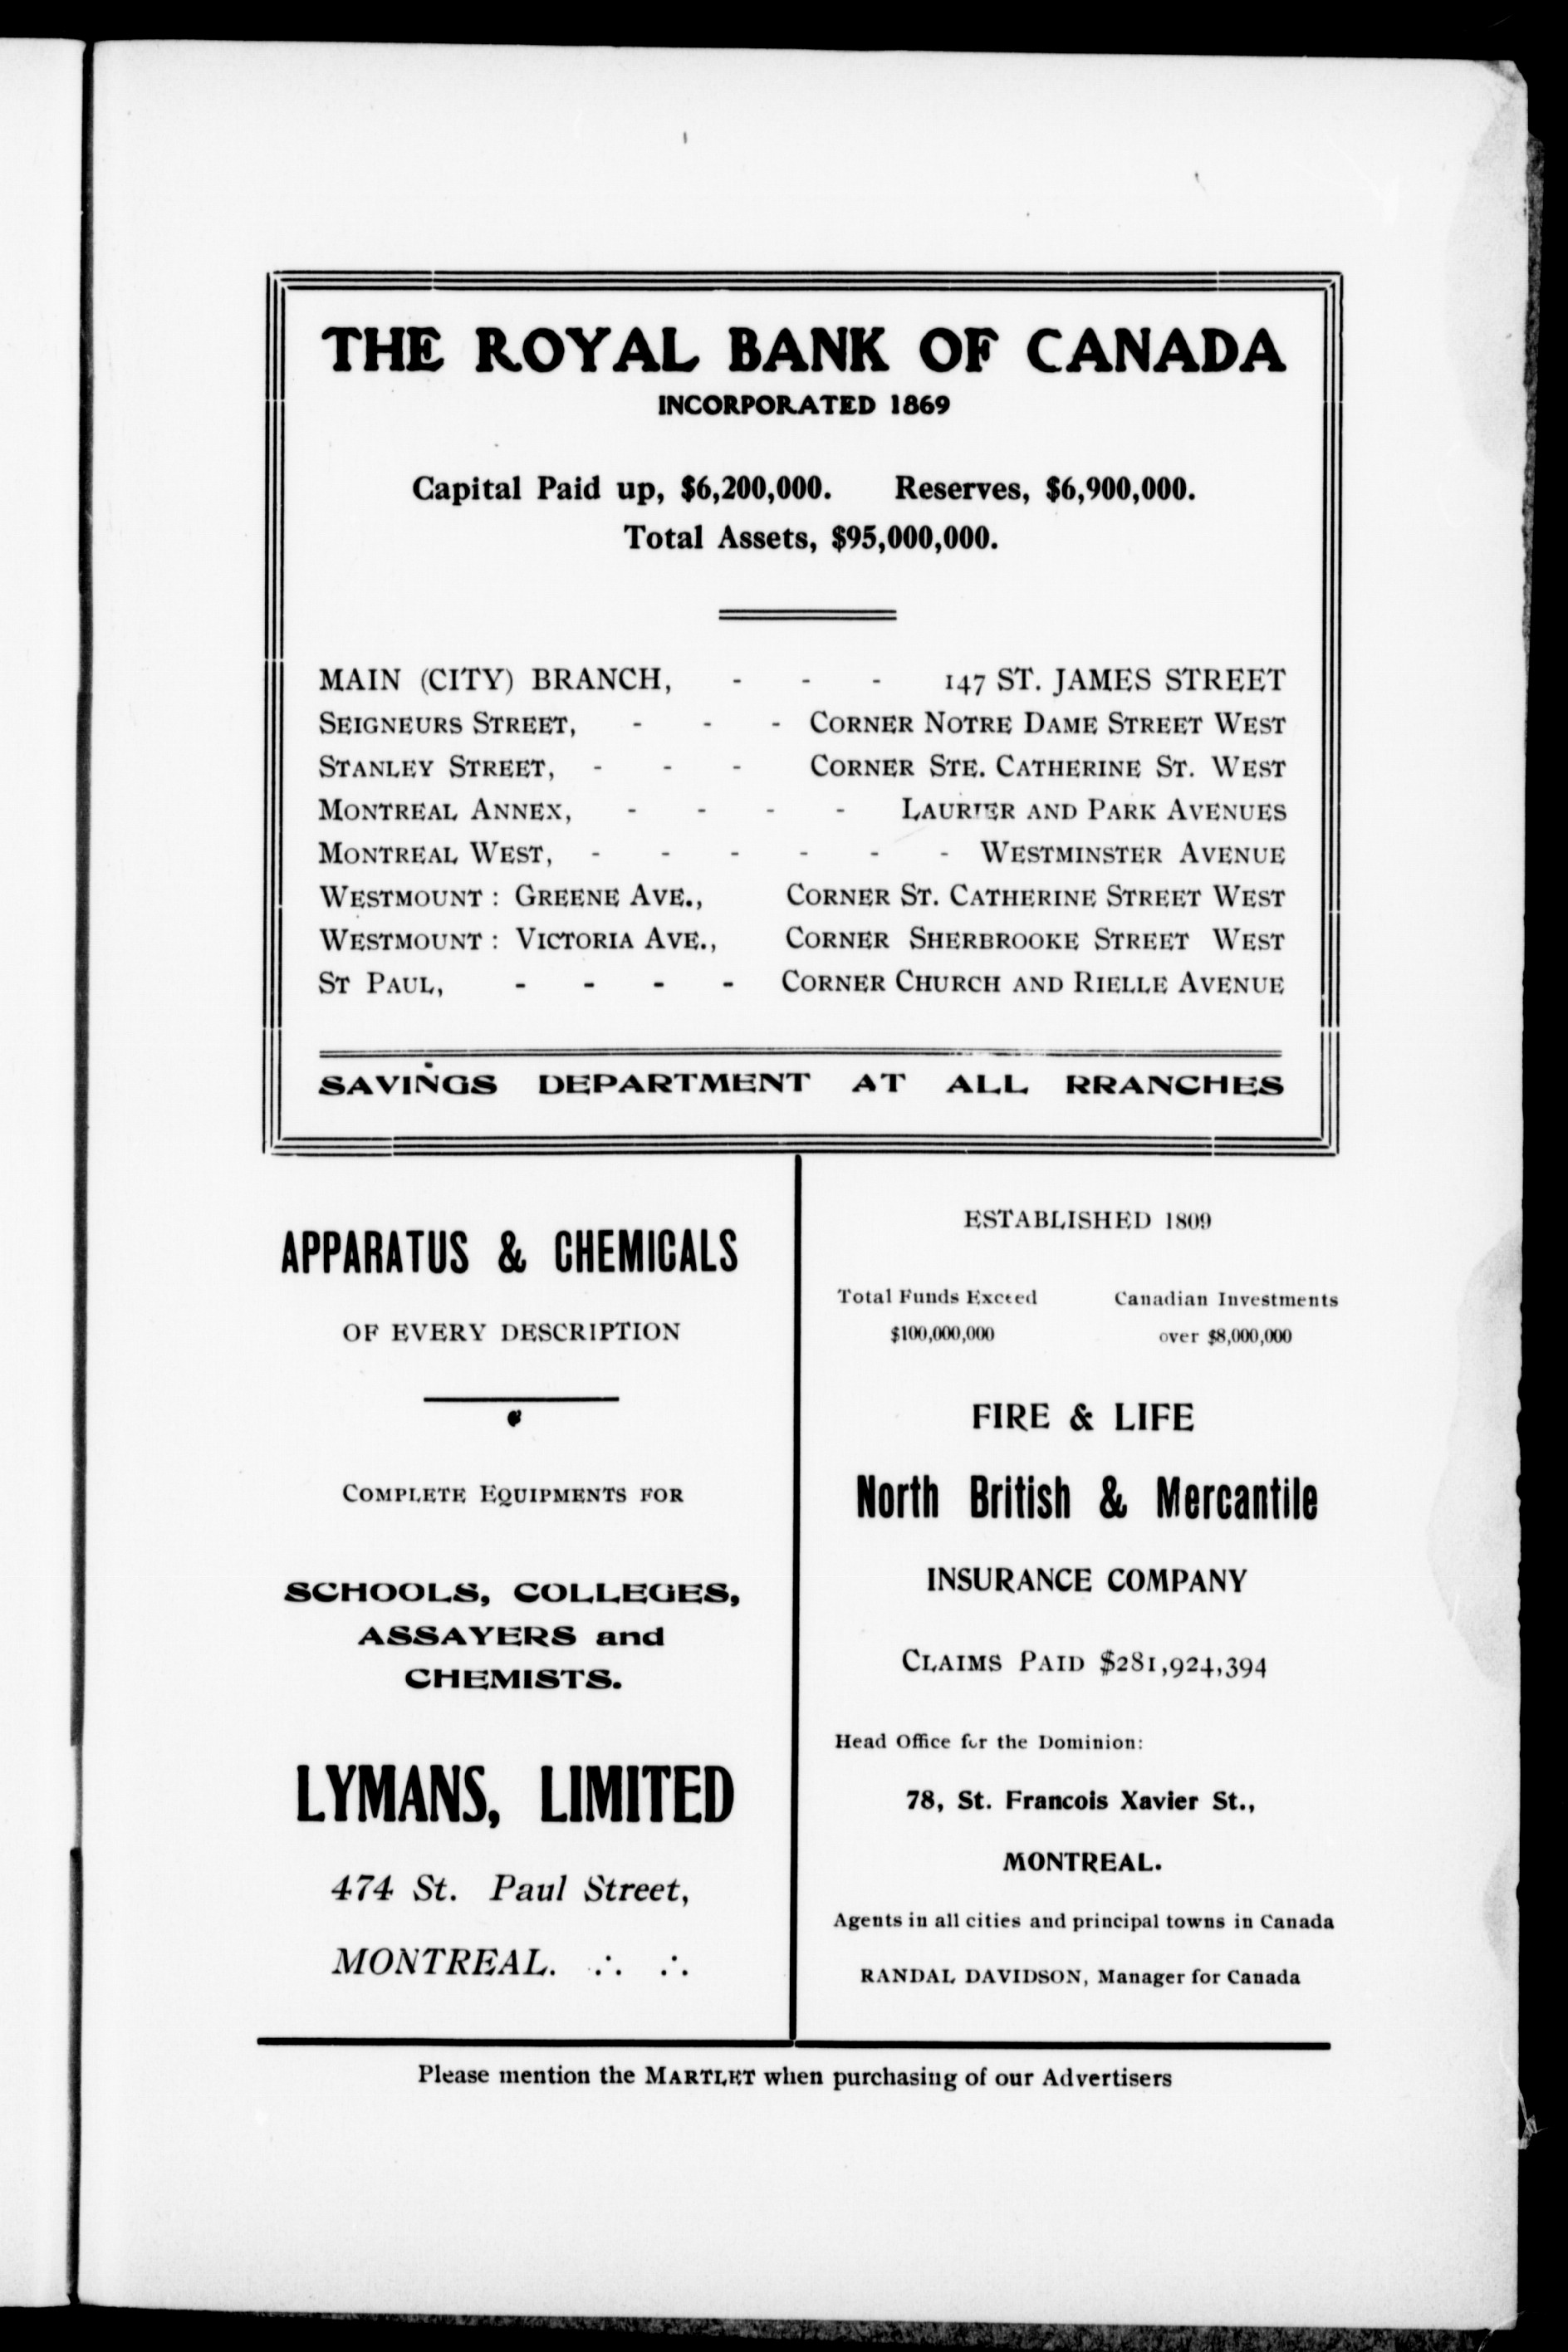 THE ROYAL BANK OF CANADA
INCORPORATED 1869
Capital Paid up, $6,200,000. Reserves, $6,900,000.
Total Assets, $95,000,000.
MAIN (CITY) BRANCH, - - - 147 ST. JAMES STREET
SEIGNEURS STREET, - - - CORNER NOTRE DAME STREET WEST
STANLEY STREET, - - - CORNER STE. CATHERINE ST. WEST
MONTREAL ANNEX, - - - - LAURIER AND PARK AVENUES
MONTREAL WEST, - - - - - - WESTMINSTER AVENUE
WESTMOUNT : GREENE AVE., CORNER ST. CATHERINE STREET WEST
WESTMOUNT : VICTORIA AVE., CORNER SHERBROOKE STREET WEST
ST PAUL, - - - - CORNER CHURCH AND RIELLE AVENUE
SAVINGS DEPARTMENT AT ALL RRANCHES
APPARATUS & CHEMICALS
OF EVERY DESCRIPTION
COMPLETE EQUIPMENTS FOR
SCHOOLS, COLLEGES,
ASSAYERS and
CHEMISTS.
LYMANS, LIMITED
474 St. Paul Street,
MONTREAL. ∴ ∴
ESTABLISHED 1809
Total Funds Exceed Canadian Investments
$100,000,000 over $8,000,000
FIRE & LIFE
North British & Mercantile
INSURANCE COMPANY
CLAIMS PAID $281,924,394
Head Office for the Dominion:
78, St. Francois Xavier St.,
MONTREAL.
Agents in all cities and principal towns in Canada
RANDAL DAVIDSON, Manager for Canada
Please mention the MARTLET when purchasing of our Advertisers